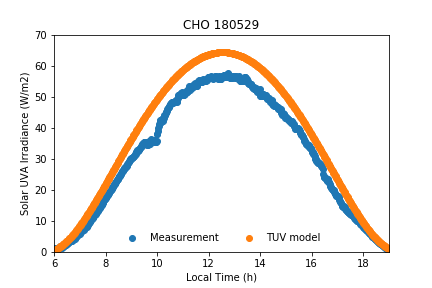 CHO 180529
70
60
50
40
30
20
10
0
Solar UVA Irradiance (W/m2)
Measurement TUV model
6 8 10 12 14 16 18
Local Time (h)